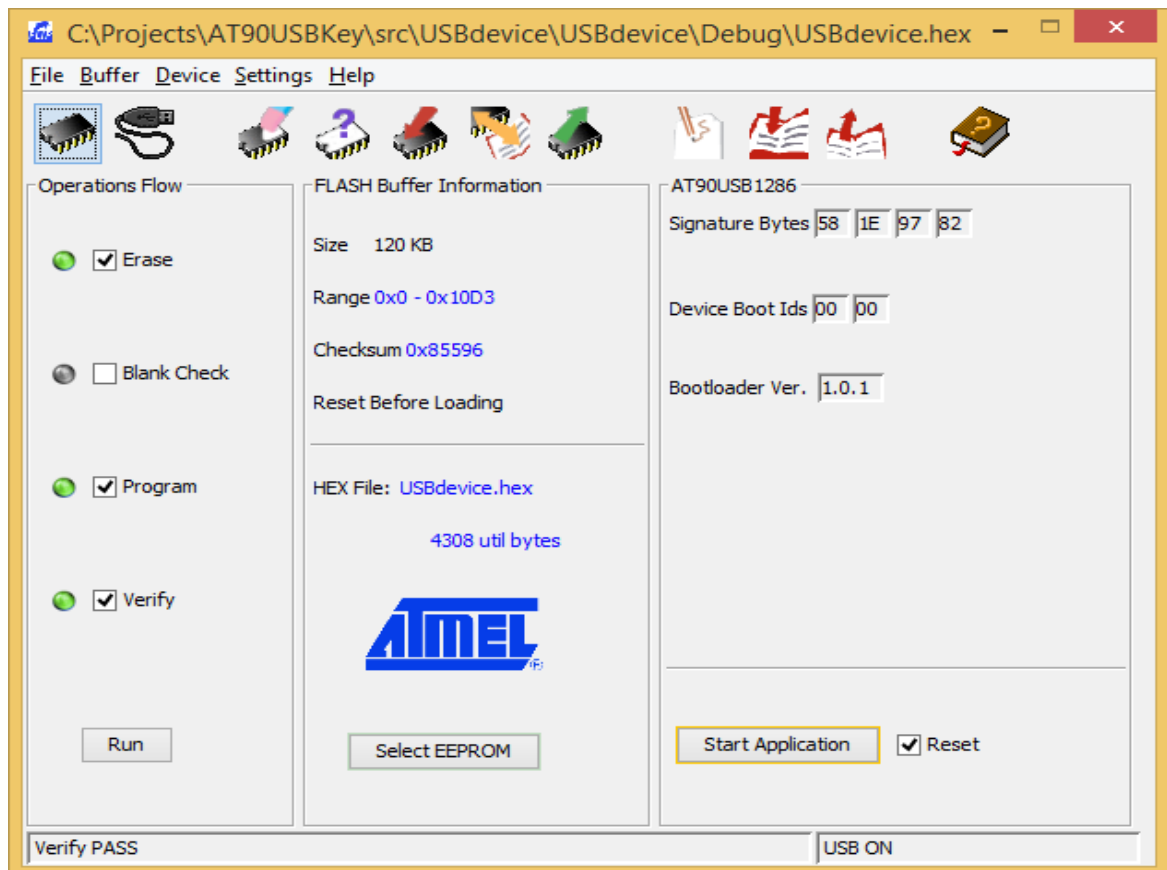 C:\Projects\AT90USBKey\src\USBdevice\USBdevice\Debug\USBdevice.hex
File Buffer Device Settings Help
Operations Flow
Erase
Blank Check
Program
Verify
Run
FLASH Buffer Information
Size 120 KB
Range 0x0 - 0x10D3
Checksum 0x85596
Reset Before Loading
HEX File: USBdevice.hex
4308 util bytes
ATMEL®
Select EEPROM
AT90USB1286
Signature Bytes 58 1E 97 82
Device Boot Ids 00 00
Bootloader Ver. 1.0.1
Start Application Reset
Verify PASS USB ON